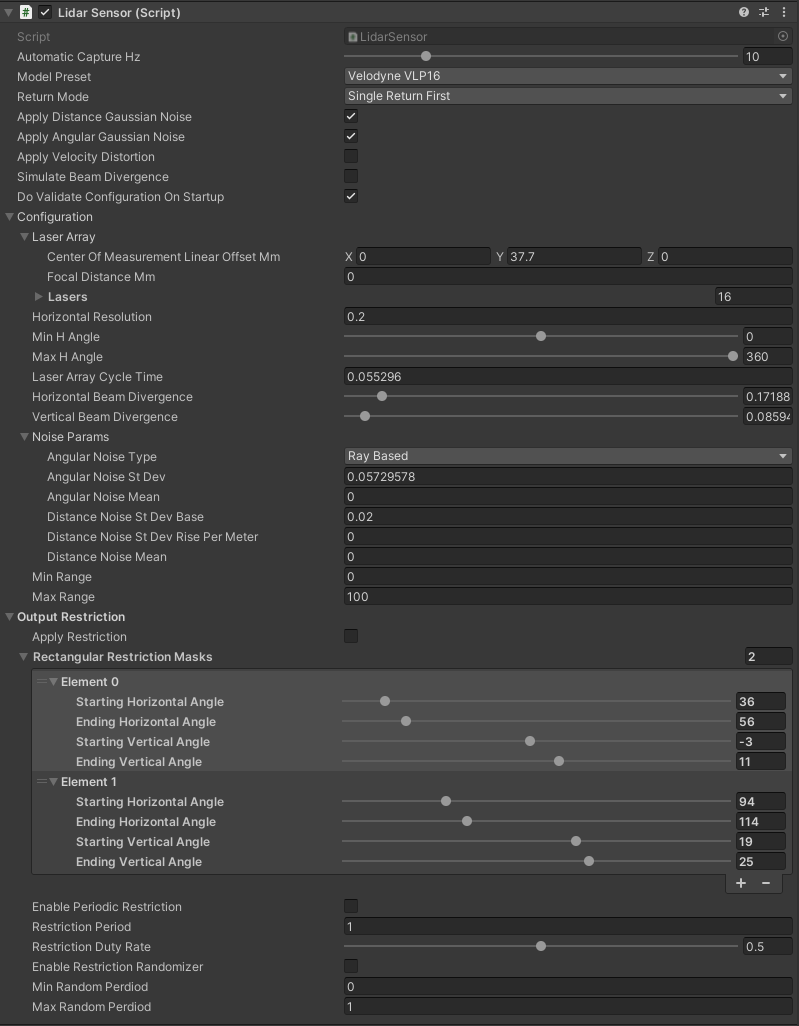 Lidar Sensor (Script)
Script LidarSensor
Automatic Capture Hz 10
Model Preset Velodyne VLP16
Return Mode Single Return First
Apply Distance Gaussian Noise
Apply Angular Gaussian Noise
Apply Velocity Distortion
Simulate Beam Divergence
Do Validate Configuration On Startup
Configuration
Laser Array
Center Of Measurement Linear Offset Mm X 0 Y 37.7 Z 0
Focal Distance Mm 0
Lasers 16
Horizontal Resolution 0.2
Min H Angle 0
Max H Angle 360
Laser Array Cycle Time 0.055296
Horizontal Beam Divergence 0.17188
Vertical Beam Divergence 0.08594
Noise Params
Angular Noise Type Ray Based
Angular Noise St Dev 0.05729578
Angular Noise Mean 0
Distance Noise St Dev Base 0.02
Distance Noise St Dev Rise Per Meter 0
Distance Noise Mean 0
Min Range 0
Max Range 100
Output Restriction
Apply Restriction
Rectangular Restriction Masks 2
Element 0
Starting Horizontal Angle 36
Ending Horizontal Angle 56
Starting Vertical Angle -3
Ending Vertical Angle 11
Element 1
Starting Horizontal Angle 94
Ending Horizontal Angle 114
Starting Vertical Angle 19
Ending Vertical Angle 25
+ −
Enable Periodic Restriction
Restriction Period 1
Restriction Duty Rate 0.5
Enable Restriction Randomizer
Min Random Perdiod 0
Max Random Perdiod 1